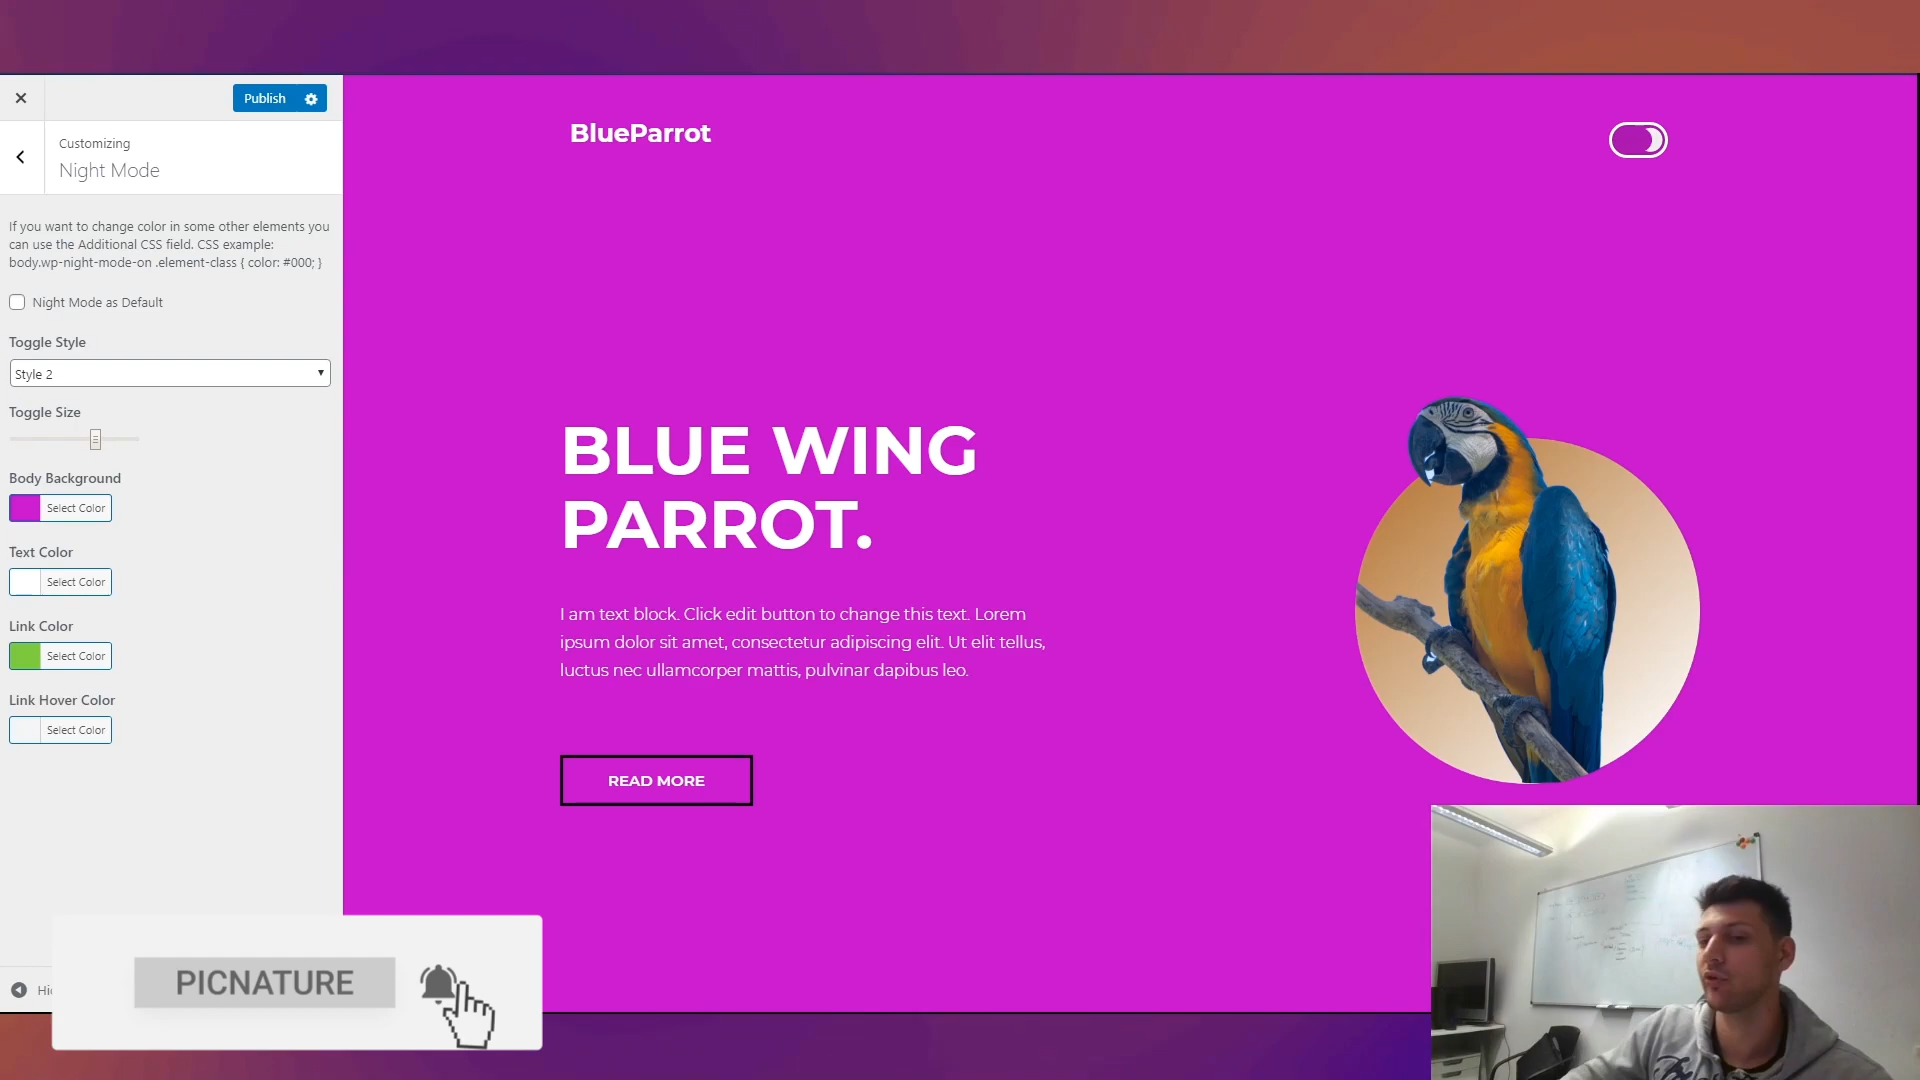 Publish
Customizing
Night Mode
If you want to change color in some other elements you
can use the Additional CSS field. CSS example:
body.wp-night-mode-on .element-class { color: #000; }
Night Mode as Default
Toggle Style
Style 2
Toggle Size
Body Background
Select Color
Text Color
Select Color
Link Color
Select Color
Link Hover Color
Select Color
BlueParrot
BLUE WING
PARROT.
I am text block. Click edit button to change this text. Lorem
ipsum dolor sit amet, consectetur adipiscing elit. Ut elit tellus,
luctus nec ullamcorper mattis, pulvinar dapibus leo.
READ MORE
PICNATURE